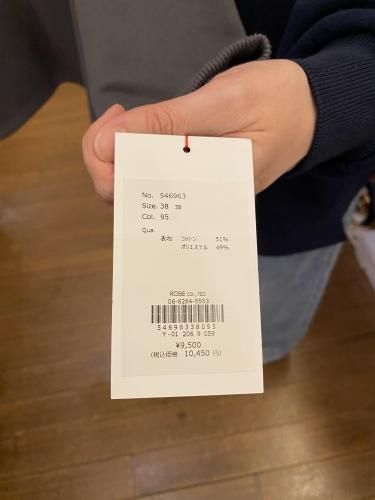 No. 546963
Size. 38 38
Col. 95
Qua.
表地 コットン 51%
ポリエステル 49%
ROBE co., ltd
06-6264-5553
54696338095
Y-01 206.9.059
¥9,500
(税込価格 10,450 円)